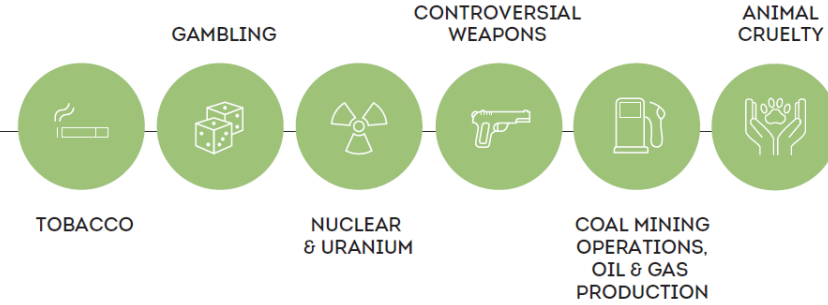 TOBACCO
GAMBLING
NUCLEAR
& URANIUM
CONTROVERSIAL
WEAPONS
COAL MINING
OPERATIONS,
OIL & GAS
PRODUCTION
ANIMAL
CRUELTY